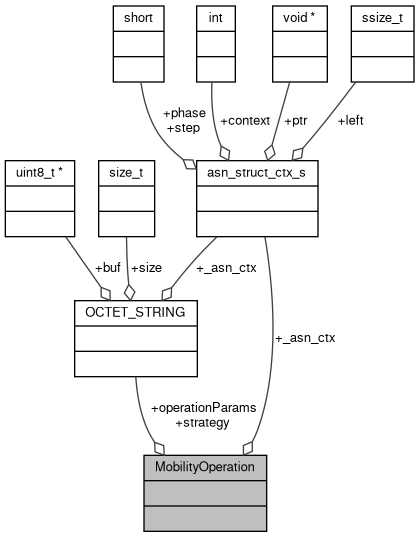 short
int
void *
ssize_t
+phase
+step
+context
+ptr
+left
uint8_t *
size_t
asn_struct_ctx_s
+buf
+size
+_asn_ctx
OCTET_STRING
+_asn_ctx
+operationParams
+strategy
MobilityOperation